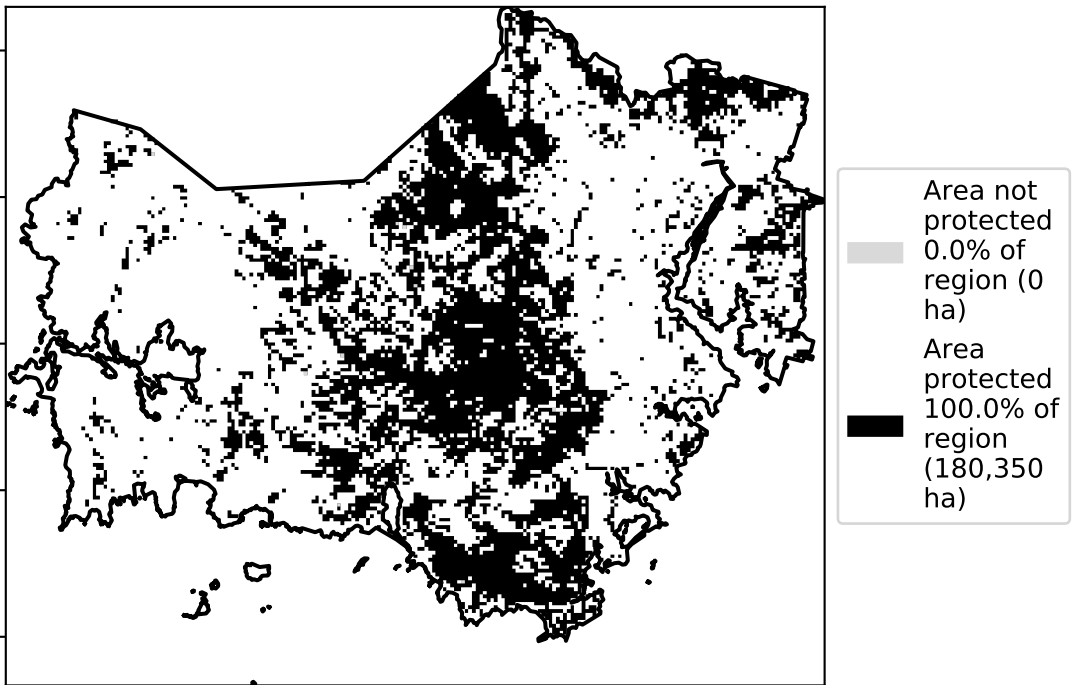 Area not
protected
0.0% of
region (0
ha)
Area
protected
100.0% of
region
(180,350
ha)